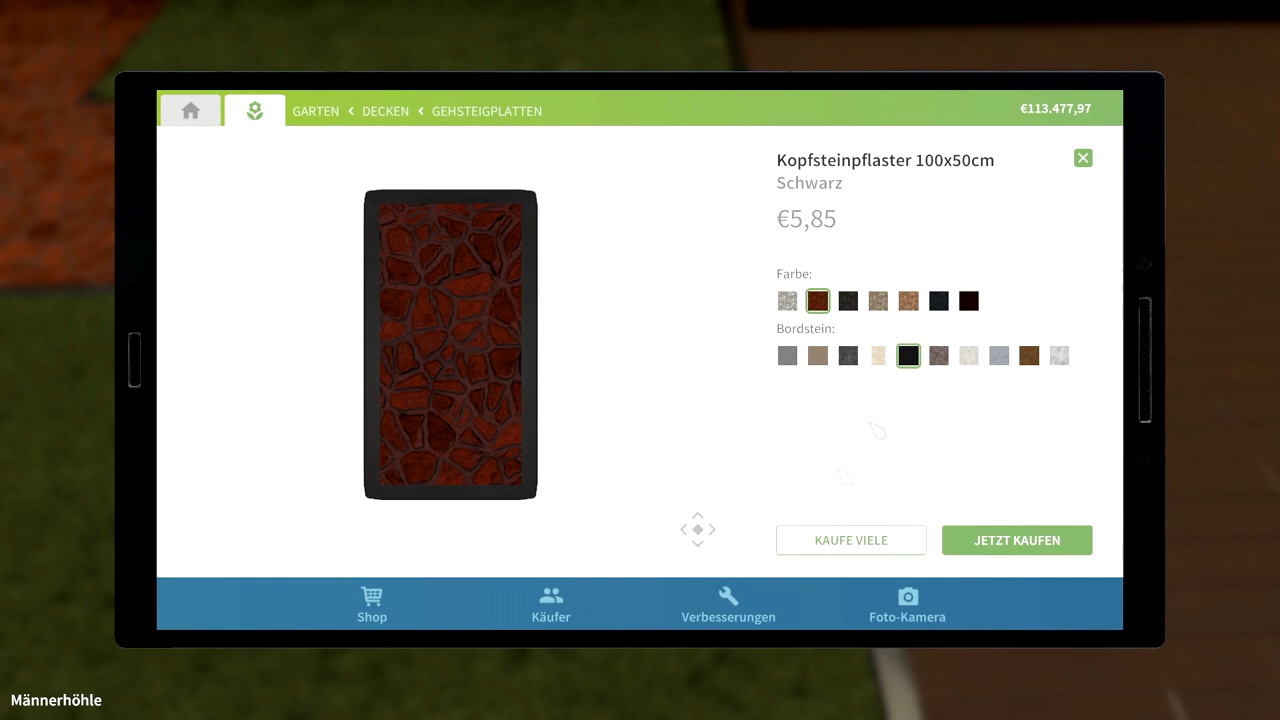 GARTEN < DECKEN < GEHSTEIGPLATTEN
€113.477,97
Kopfsteinpflaster 100x50cm
Schwarz
€5,85
Farbe:
Bordstein:
KAUFE VIELE
JETZT KAUFEN
Shop
Käufer
Verbesserungen
Foto-Kamera
Männerhöhle